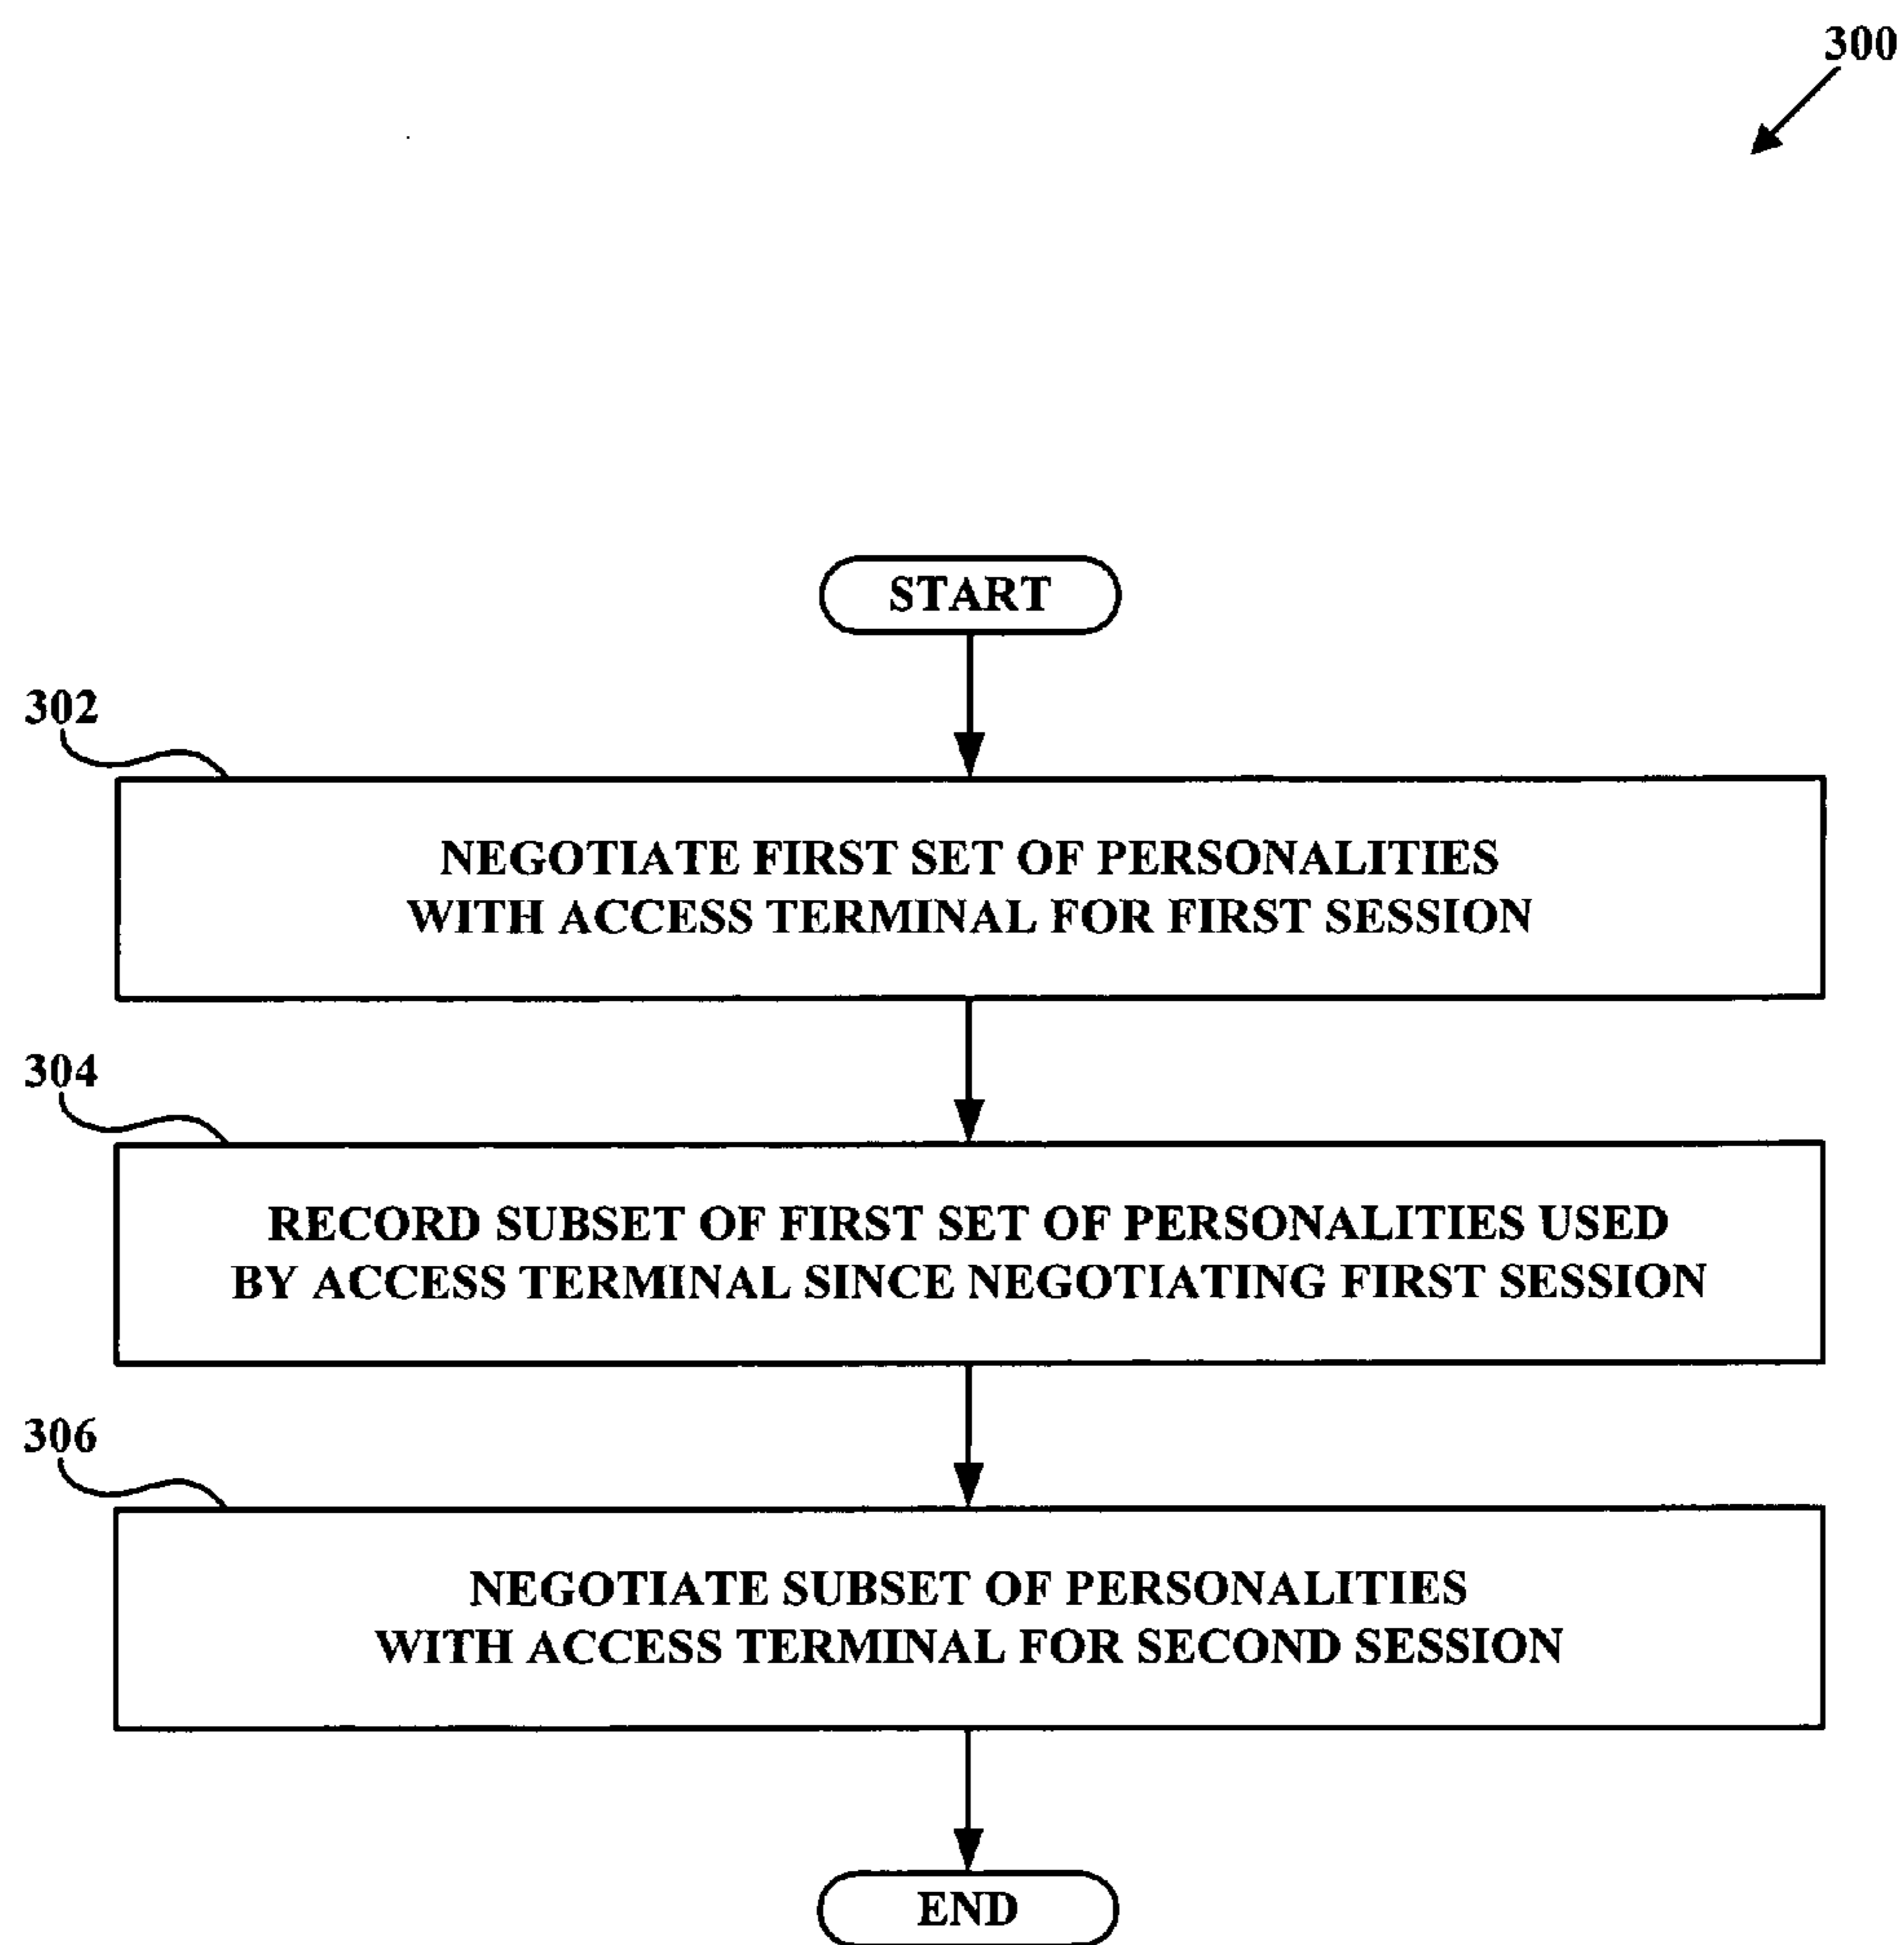 300
START
302
NEGOTIATE FIRST SET OF PERSONALITIES
WITH ACCESS TERMINAL FOR FIRST SESSION
304
RECORD SUBSET OF FIRST SET OF PERSONALITIES USED
BY ACCESS TERMINAL SINCE NEGOTIATING FIRST SESSION
306
NEGOTIATE SUBSET OF PERSONALITIES
WITH ACCESS TERMINAL FOR SECOND SESSION
END